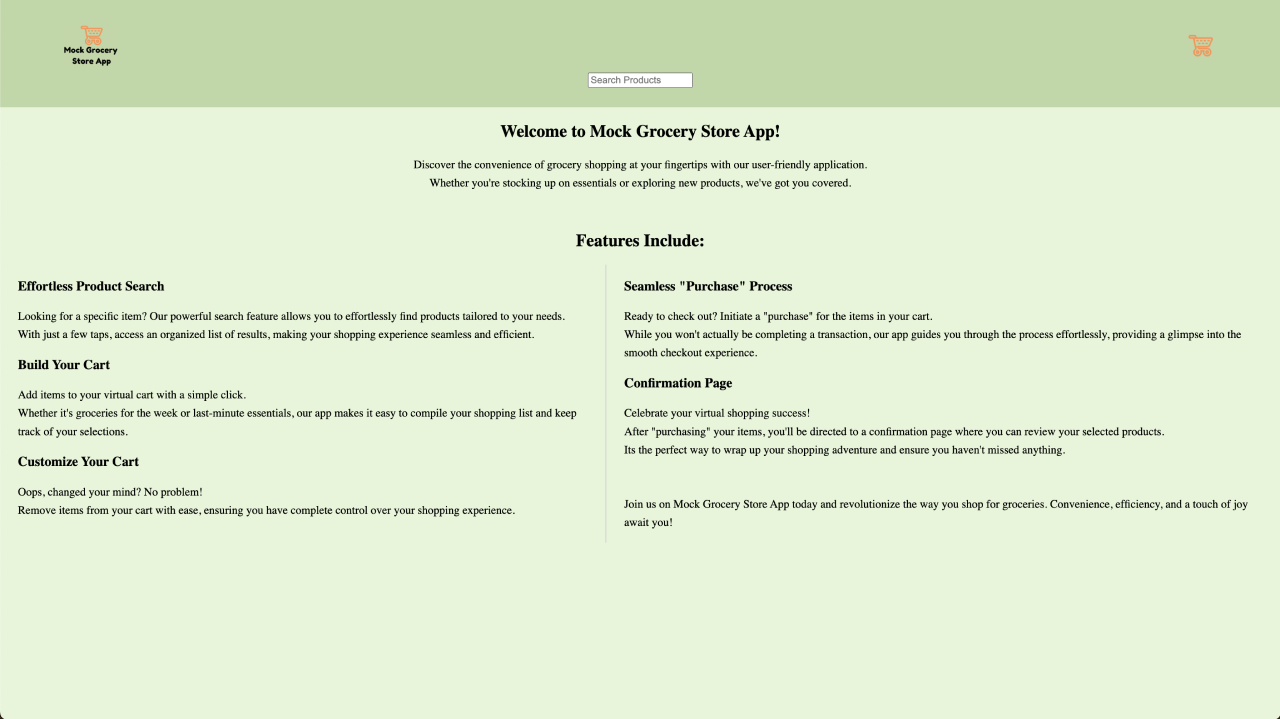 Mock Grocery
Store App
Search Products
Welcome to Mock Grocery Store App!
Discover the convenience of grocery shopping at your fingertips with our user-friendly application.
Whether you're stocking up on essentials or exploring new products, we've got you covered.
Features Include:
Effortless Product Search
Looking for a specific item? Our powerful search feature allows you to effortlessly find products tailored to your needs.
With just a few taps, access an organized list of results, making your shopping experience seamless and efficient.
Build Your Cart
Add items to your virtual cart with a simple click.
Whether it's groceries for the week or last-minute essentials, our app makes it easy to compile your shopping list and keep
track of your selections.
Customize Your Cart
Oops, changed your mind? No problem!
Remove items from your cart with ease, ensuring you have complete control over your shopping experience.
Seamless "Purchase" Process
Ready to check out? Initiate a "purchase" for the items in your cart.
While you won't actually be completing a transaction, our app guides you through the process effortlessly, providing a glimpse into the
smooth checkout experience.
Confirmation Page
Celebrate your virtual shopping success!
After "purchasing" your items, you'll be directed to a confirmation page where you can review your selected products.
Its the perfect way to wrap up your shopping adventure and ensure you haven't missed anything.
Join us on Mock Grocery Store App today and revolutionize the way you shop for groceries. Convenience, efficiency, and a touch of joy
await you!